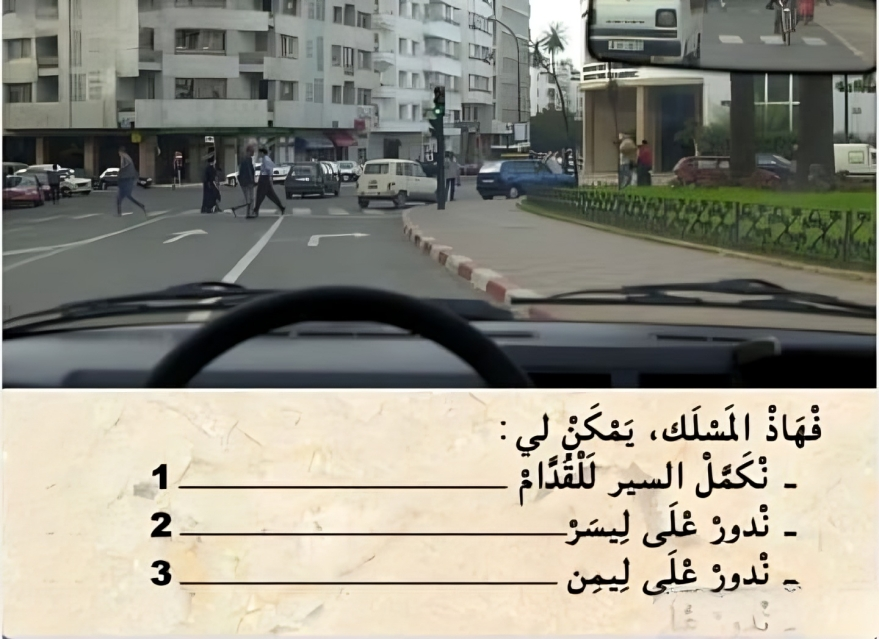 فْهَاذْ المَسْلَك، يَمْكَنْ لي :
ـ نْكَمَّلْ السير لَلْقُدَّامْ 1
ـ نْدورْ عْلَى لِيسَرْ 2
ـ نْدورْ عْلَى لِيمِن 3